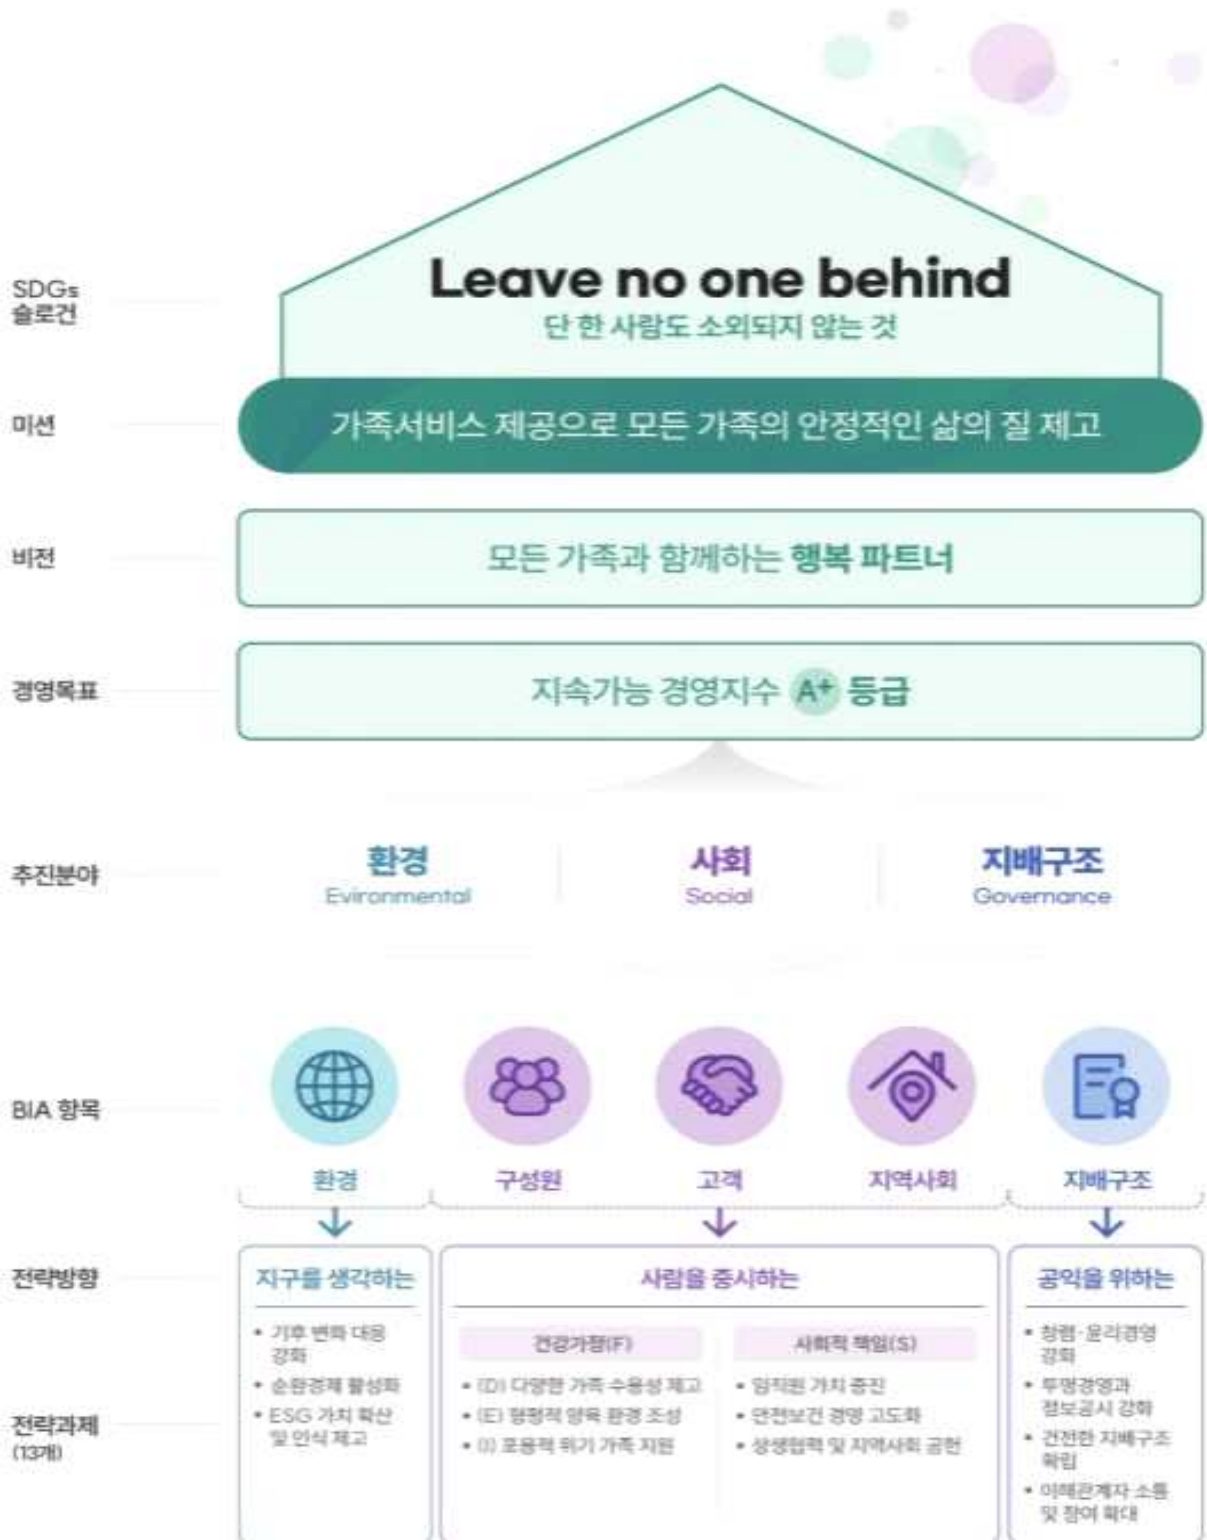 SDGs
슬로건
Leave no one behind
단 한 사람도 소외되지 않는 것
미션
가족서비스 제공으로 모든 가족의 안정적인 삶의 질 제고
비전
모든 가족과 함께하는 행복 파트너
경영목표
지속가능 경영지수 A+ 등급
추진분야
환경
Evironmental
사회
Social
지배구조
Governance
BIA 항목
환경
구성원
고객
지역사회
지배구조
전략방향
지구를 생각하는
사람을 중시하는
공익을 위하는
전략과제
(13개)
• 기후 변화 대응
강화
• 순환경제 활성화
• ESG 가치 확산
및 인식 제고
건강가정(F)
• (D) 다양한 가족 수용성 제고
• (E) 형평적 양육 환경 조성
• (I) 포용적 위기 가족 지원
사회적 책임(S)
• 임직원 가치 증진
• 안전보건 경영 고도화
• 상생협력 및 지역사회 공헌
• 청렴·윤리경영
강화
• 투명경영과
정보공시 강화
• 건전한 지배구조
확립
• 이해관계자 소통
및 참여 확대